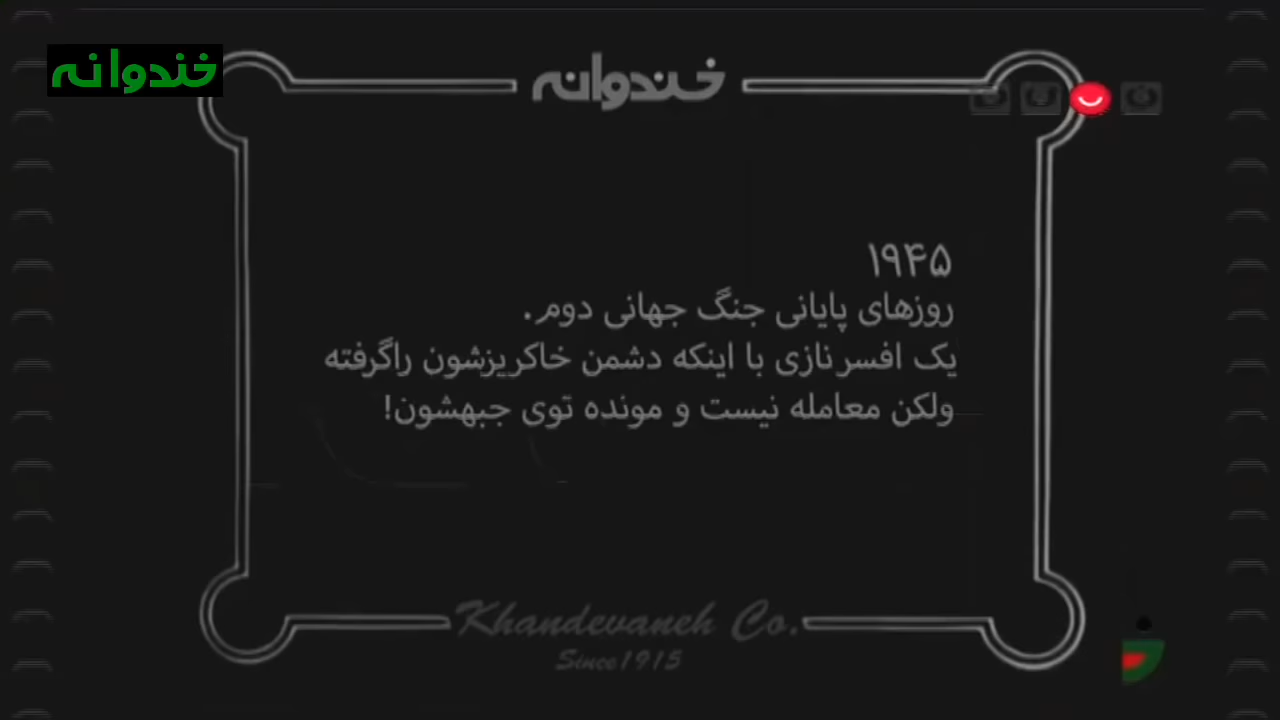 خندوانه
خندوانه
۱۹۴۵
روزهای پایانی جنگ جهانی دوم.
یک افسر نازی با اینکه دشمن خاکریزشون راگرفته
ولکن معامله نیست و مونده توی جبهشون!
Khandevaneh Co.
Since1915